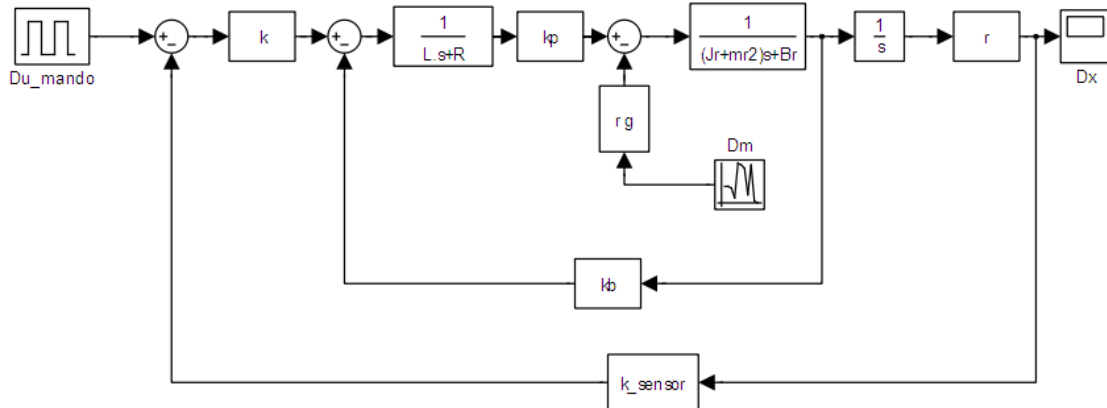 Du_mando
+
−
k
+
−
1
L.s+R
kp
+
−
1
(Jr+mr2)s+Br
1
s
r
Dx
r g
Dm
kb
k_sensor